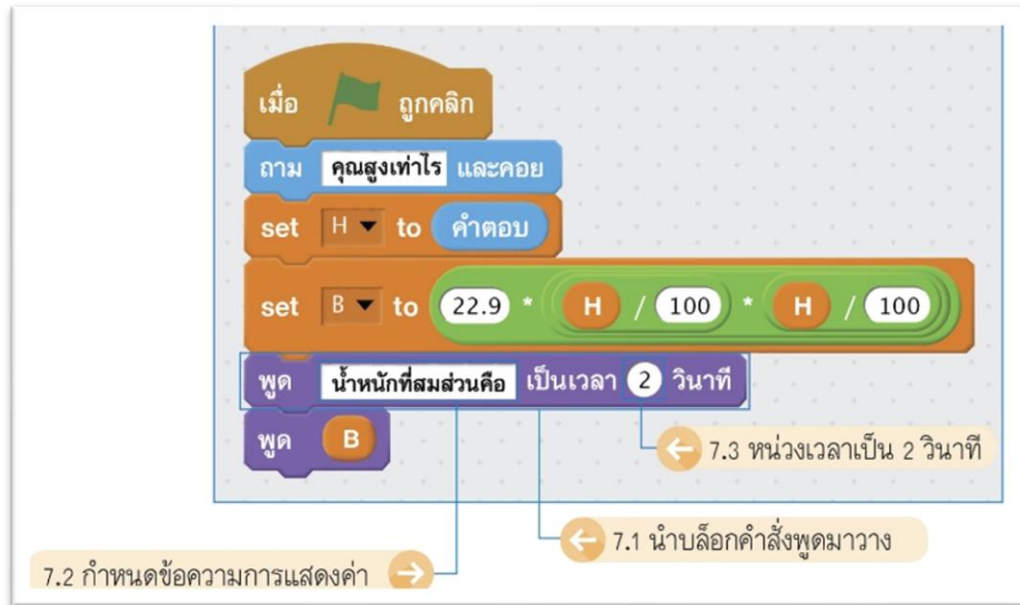 เมื่อ ถูกคลิก
ถาม คุณสูงเท่าไร และคอย
set H to คำตอบ
set B to 22.9 * H / 100 * H / 100
พูด น้ำหนักที่สมส่วนคือ เป็นเวลา 2 วินาที
พูด B
7.3 หน่วงเวลาเป็น 2 วินาที
7.1 นำบล็อกคำสั่งพูดมาวาง
7.2 กำหนดข้อความการแสดงค่า